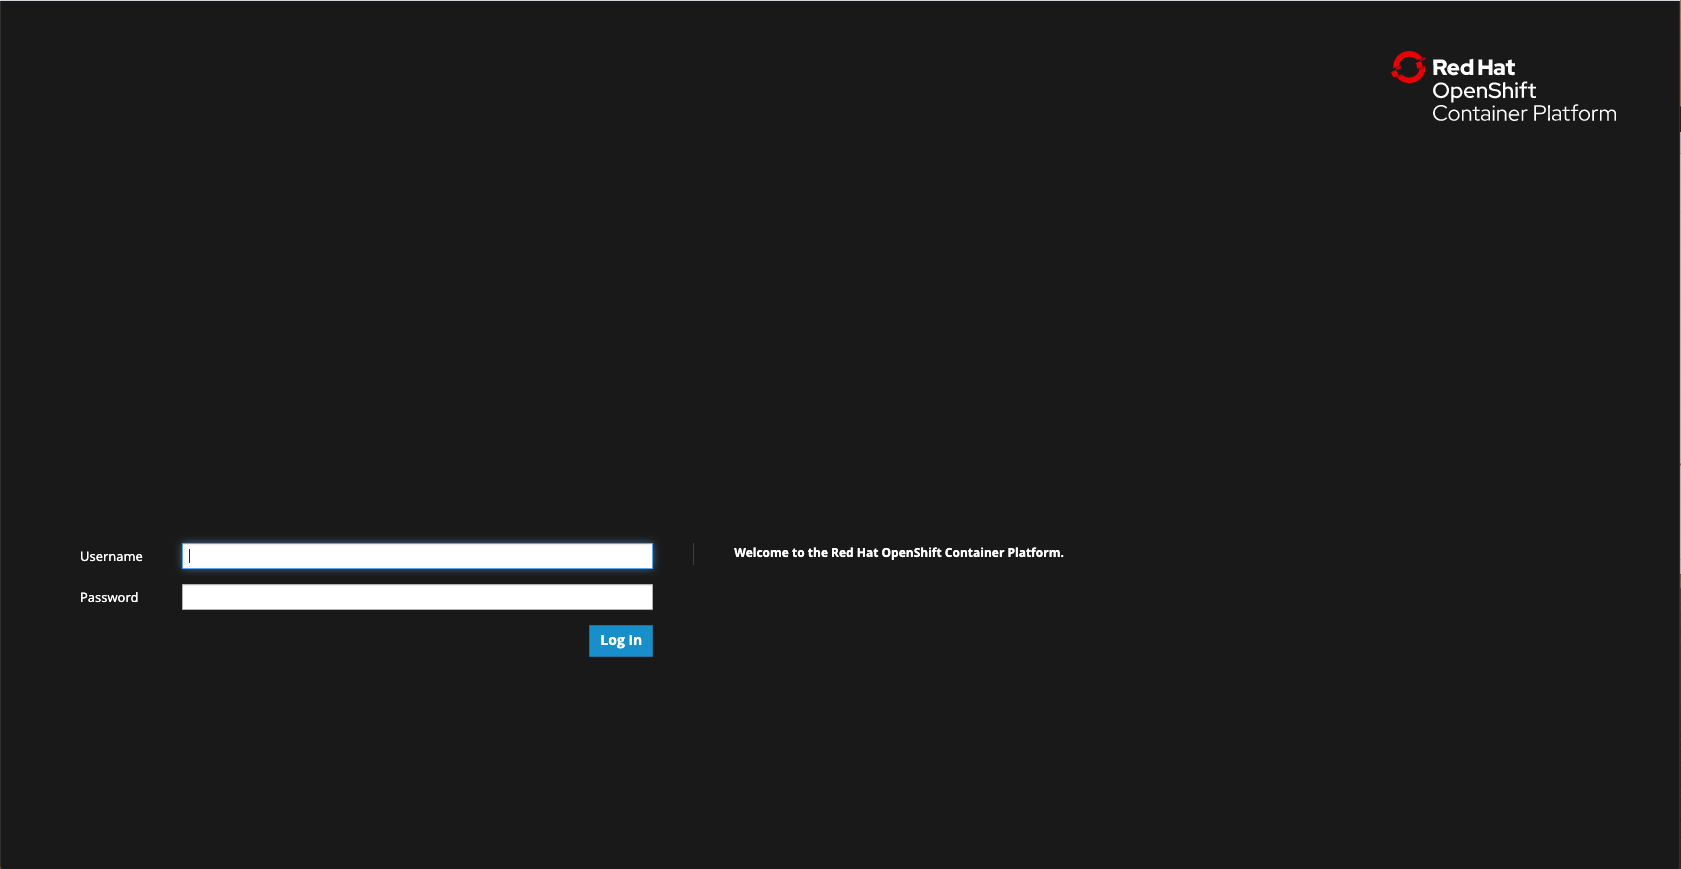 Red Hat
OpenShift
Container Platform
Username
Welcome to the Red Hat OpenShift Container Platform.
Password
Log In